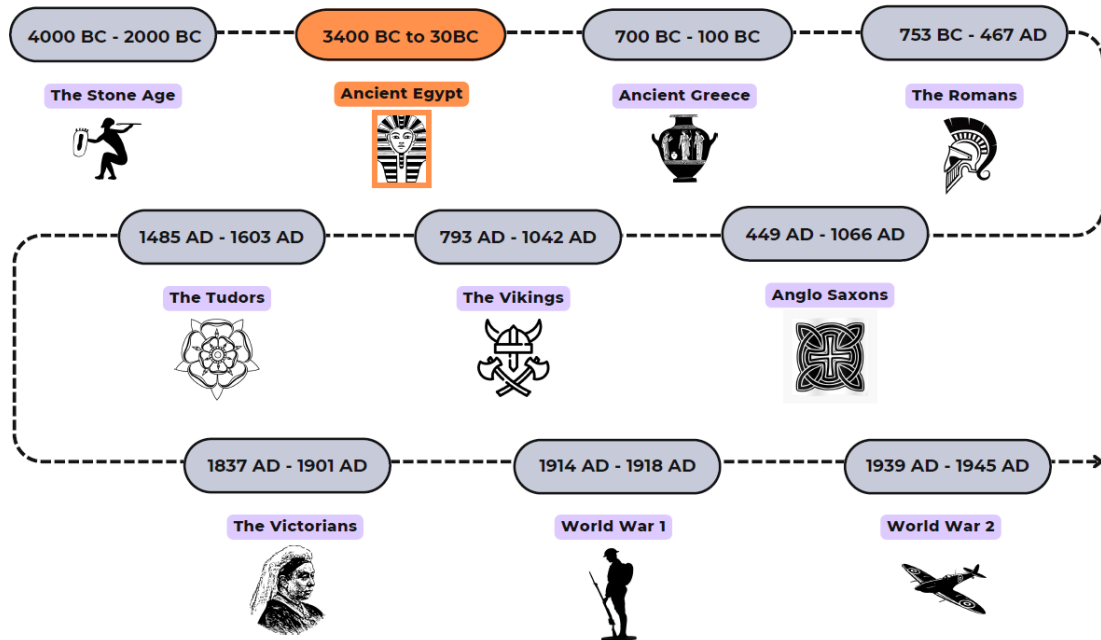 4000 BC - 2000 BC
The Stone Age
3400 BC to 30BC
Ancient Egypt
700 BC - 100 BC
Ancient Greece
753 BC - 467 AD
The Romans
449 AD - 1066 AD
Anglo Saxons
793 AD - 1042 AD
The Vikings
1485 AD - 1603 AD
The Tudors
1837 AD - 1901 AD
The Victorians
1914 AD - 1918 AD
World War 1
1939 AD - 1945 AD
World War 2